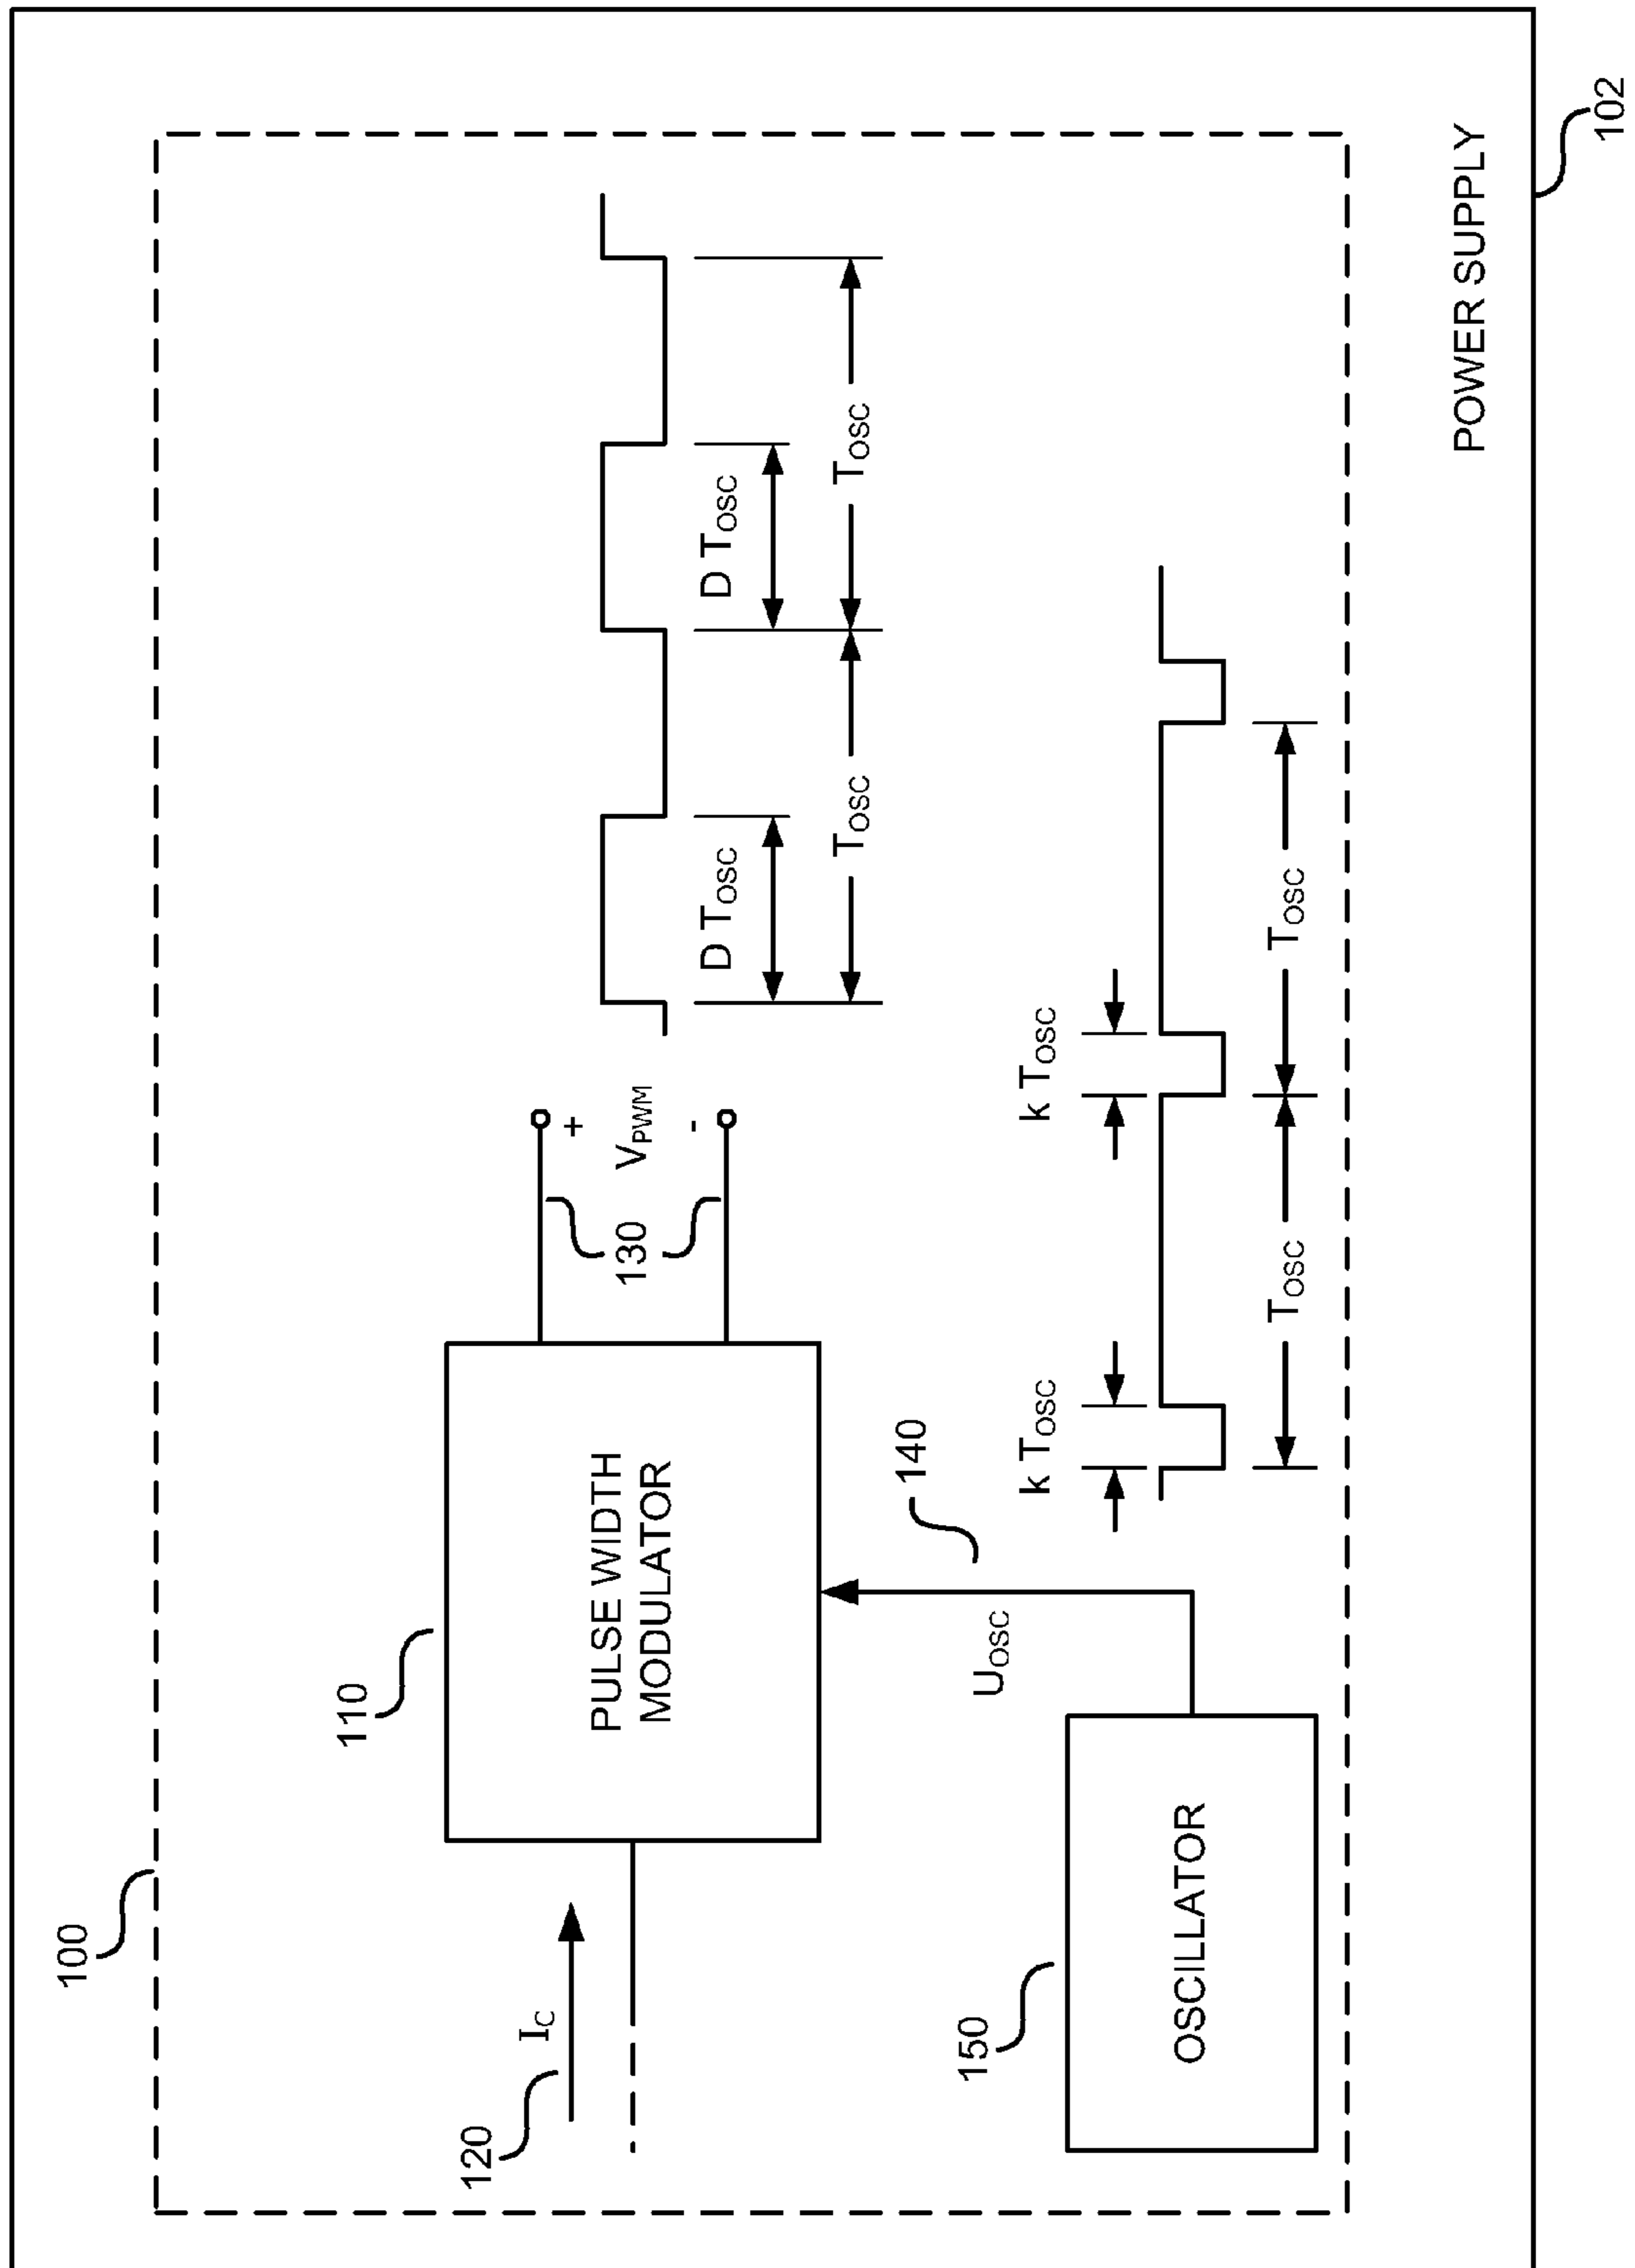 100
110
120
I_C
PULSE WIDTH
MODULATOR
130
+
V_PWM
-
D T_OSC
D T_OSC
T_OSC
T_OSC
140
U_OSC
150
OSCILLATOR
k T_OSC
k T_OSC
T_OSC
T_OSC
POWER SUPPLY
102